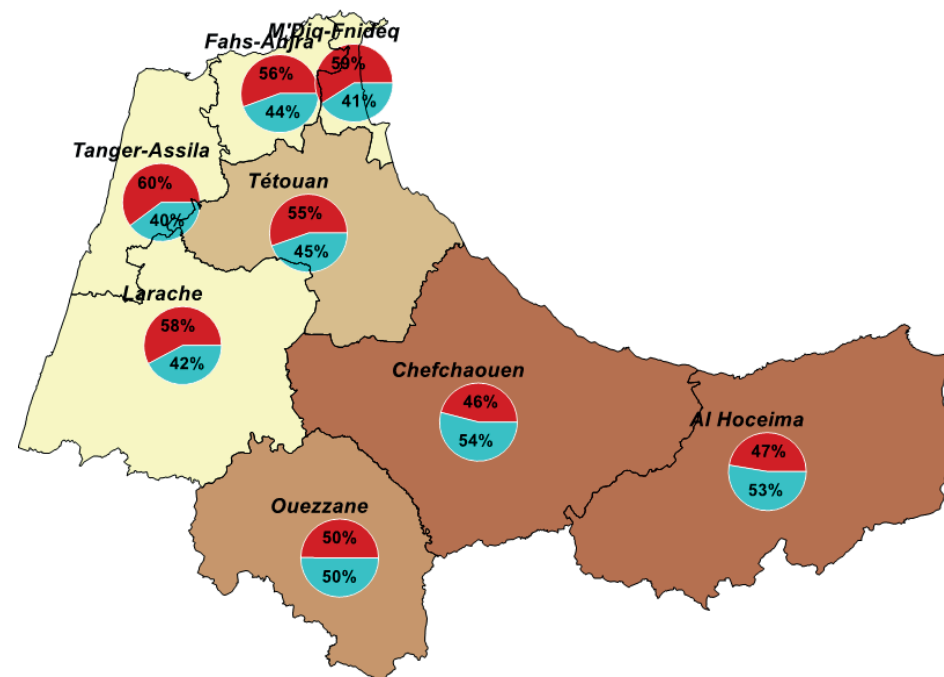 M'Diq-Fnideq
Fahs-Anjra
59%
56%
41%
44%
Tanger-Assila
60%
40%
Tétouan
55%
45%
Larache
58%
42%
Chefchaouen
46%
54%
Al Hoceima
47%
53%
Ouezzane
50%
50%